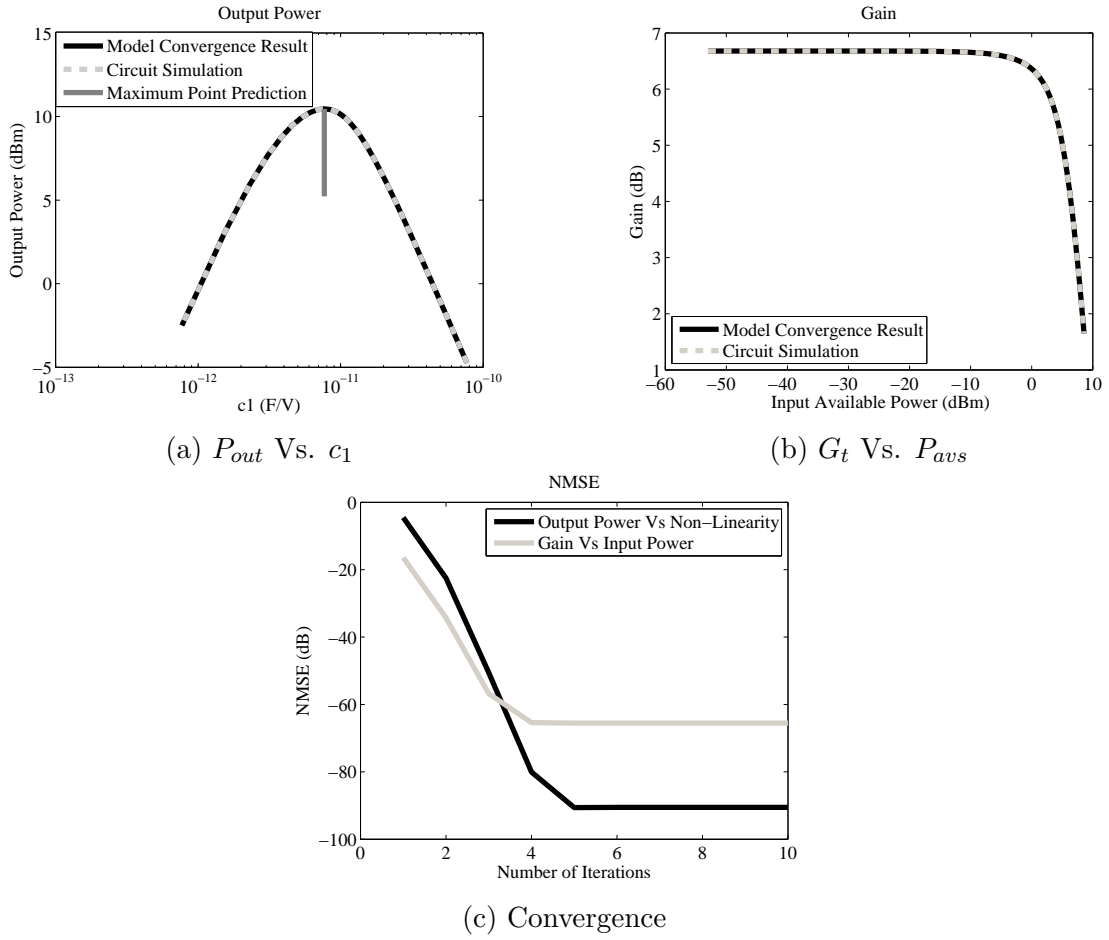 Output Power
15
10
5
0
−5
Output Power (dBm)
Model Convergence Result
Circuit Simulation
Maximum Point Prediction
10−13
10−12
10−11
10−10
c1 (F/V)
(a) Pout Vs. c1
Gain
7
6
5
4
3
2
1
Gain (dB)
Model Convergence Result
Circuit Simulation
−60
−50
−40
−30
−20
−10
0
10
Input Available Power (dBm)
(b) Gt Vs. Pavs
NMSE
0
−20
−40
−60
−80
−100
NMSE (dB)
Output Power Vs Non−Linearity
Gain Vs Input Power
0
2
4
6
8
10
Number of Iterations
(c) Convergence